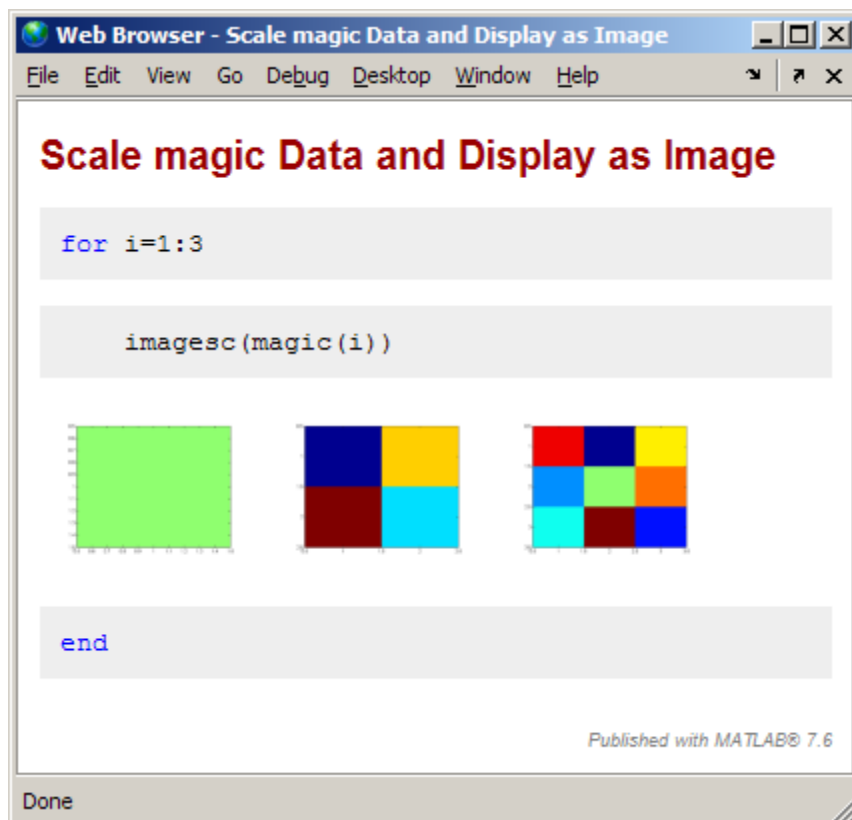 Web Browser - Scale magic Data and Display as Image
File Edit View Go Debug Desktop Window Help
Scale magic Data and Display as Image
for i=1:3
imagesc(magic(i))
end
Published with MATLAB® 7.6
Done